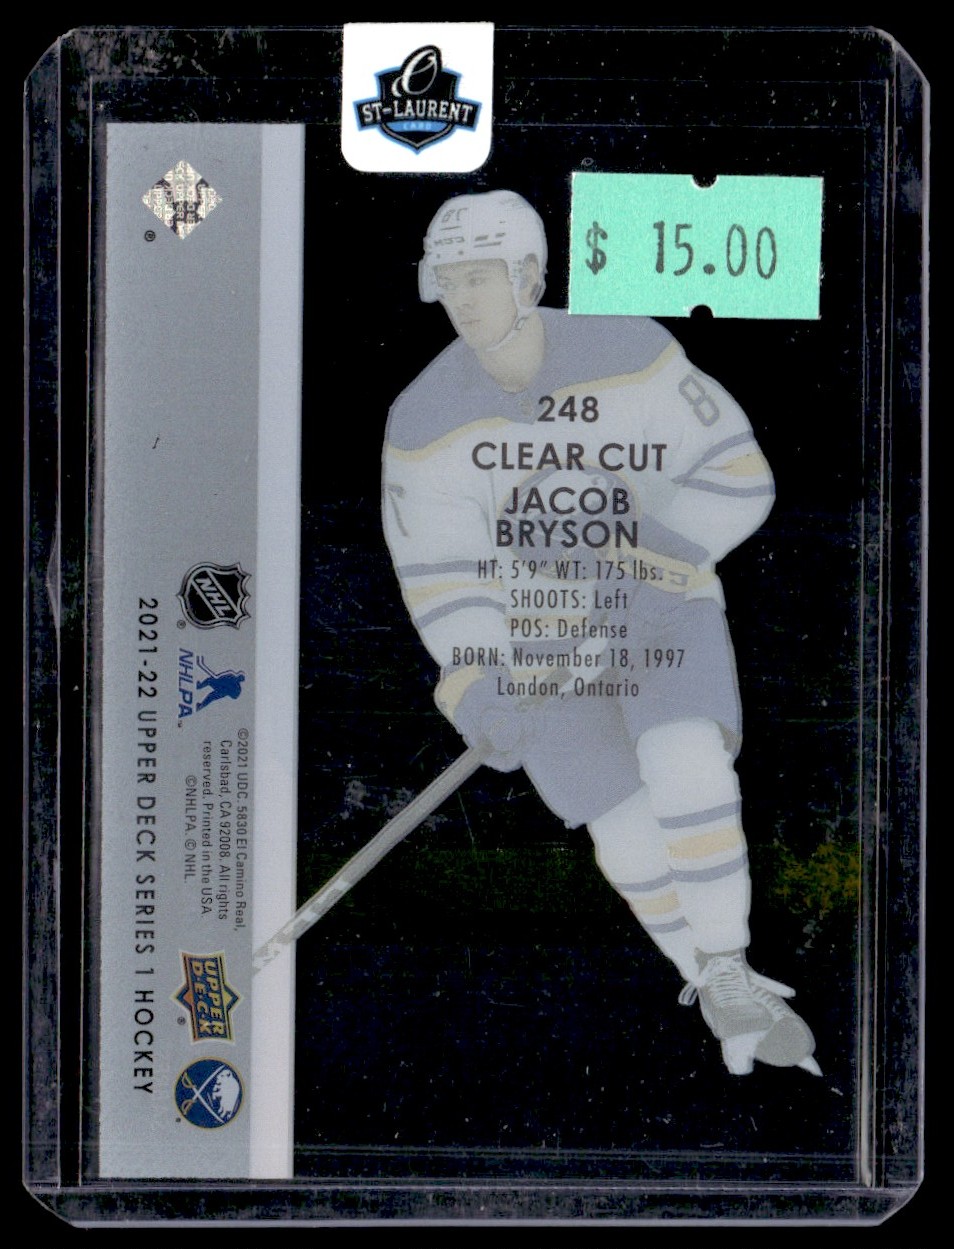 ST-LAURENT
CARD
$ 15.00
248
CLEAR CUT
JACOB
BRYSON
HT: 5'9" WT: 175 lbs.
SHOOTS: Left
POS: Defense
BORN: November 18, 1997
London, Ontario
®
NHL
®
NHLPA
™
©2021 UDC. 5830 El Camino Real,
Carlsbad, CA 92008. All rights
reserved. Printed in the USA.
©NHLPA. © NHL.
UPPER
DECK
®
2021-22 UPPER DECK SERIES 1 HOCKEY